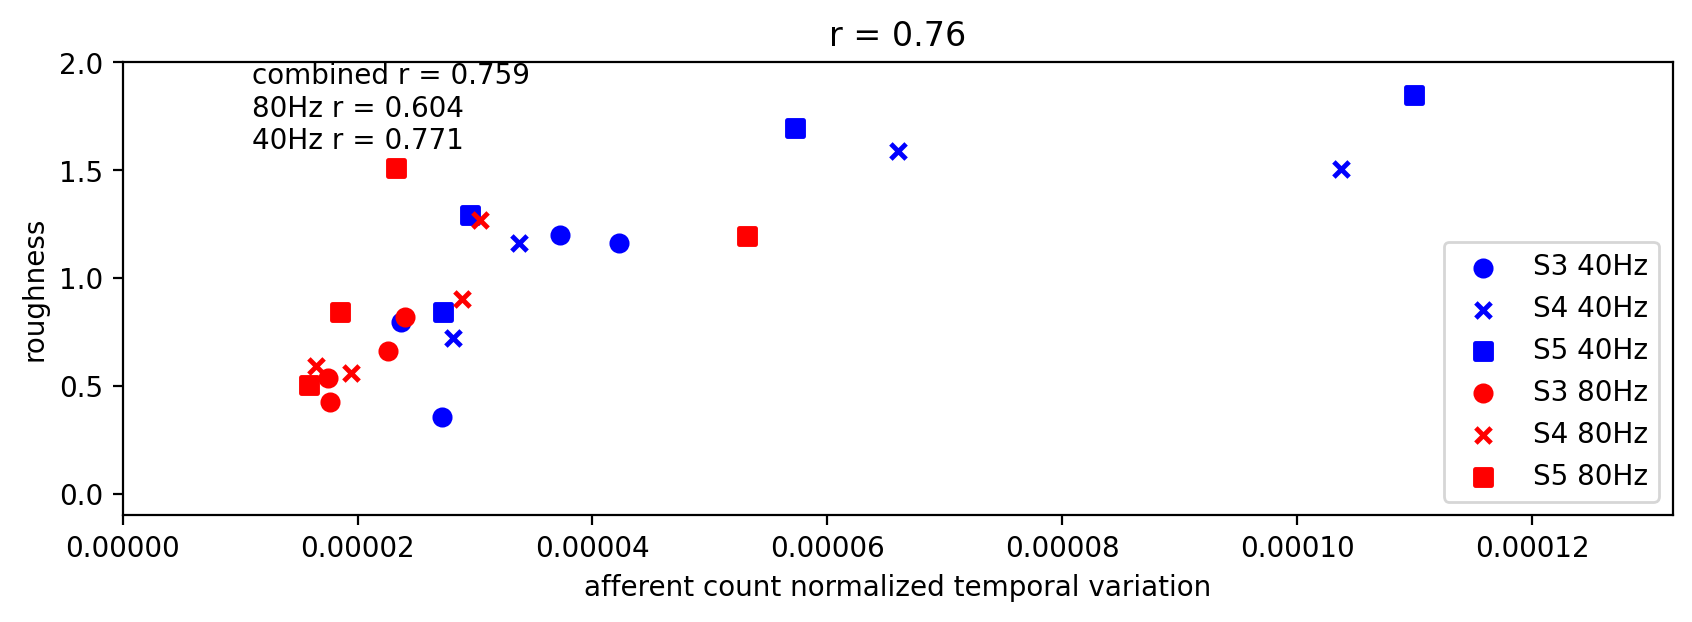 r = 0.76
combined r = 0.759
80Hz r = 0.604
40Hz r = 0.771
2.0
1.5
1.0
0.5
0.0
roughness
S3 40Hz
S4 40Hz
S5 40Hz
S3 80Hz
S4 80Hz
S5 80Hz
0.00000 0.00002 0.00004 0.00006 0.00008 0.00010 0.00012
afferent count normalized temporal variation